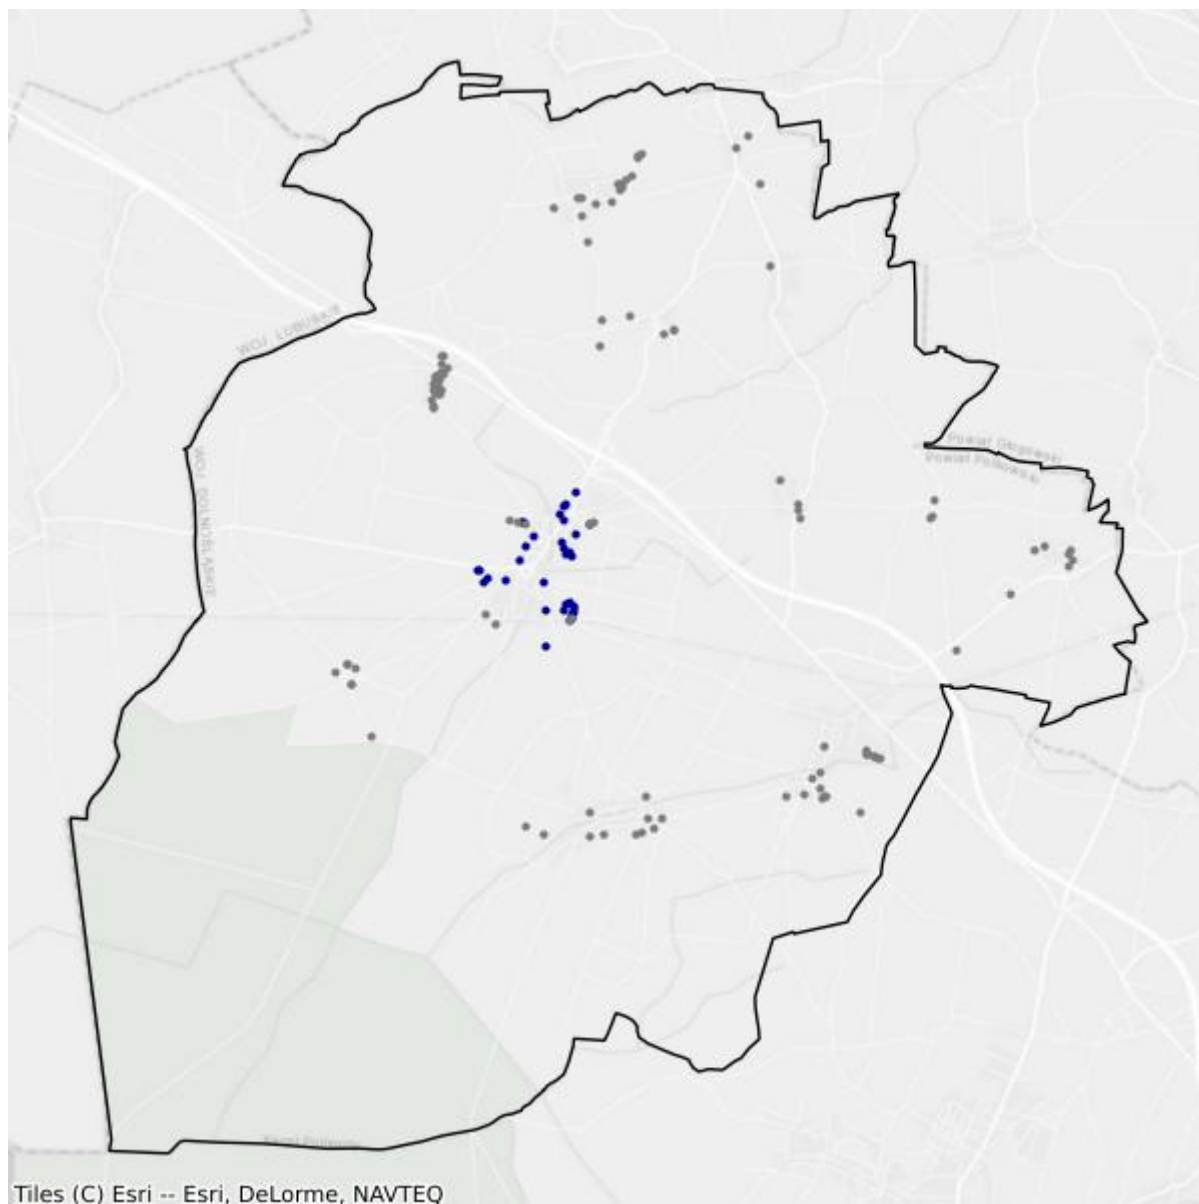 WOJ. LUBUSKIE
WOJ. DOLNOŚLĄSKIE
Powiat Głogowski
Powiat Polkowicki
Tiles (C) Esri -- Esri, DeLorme, NAVTEQ